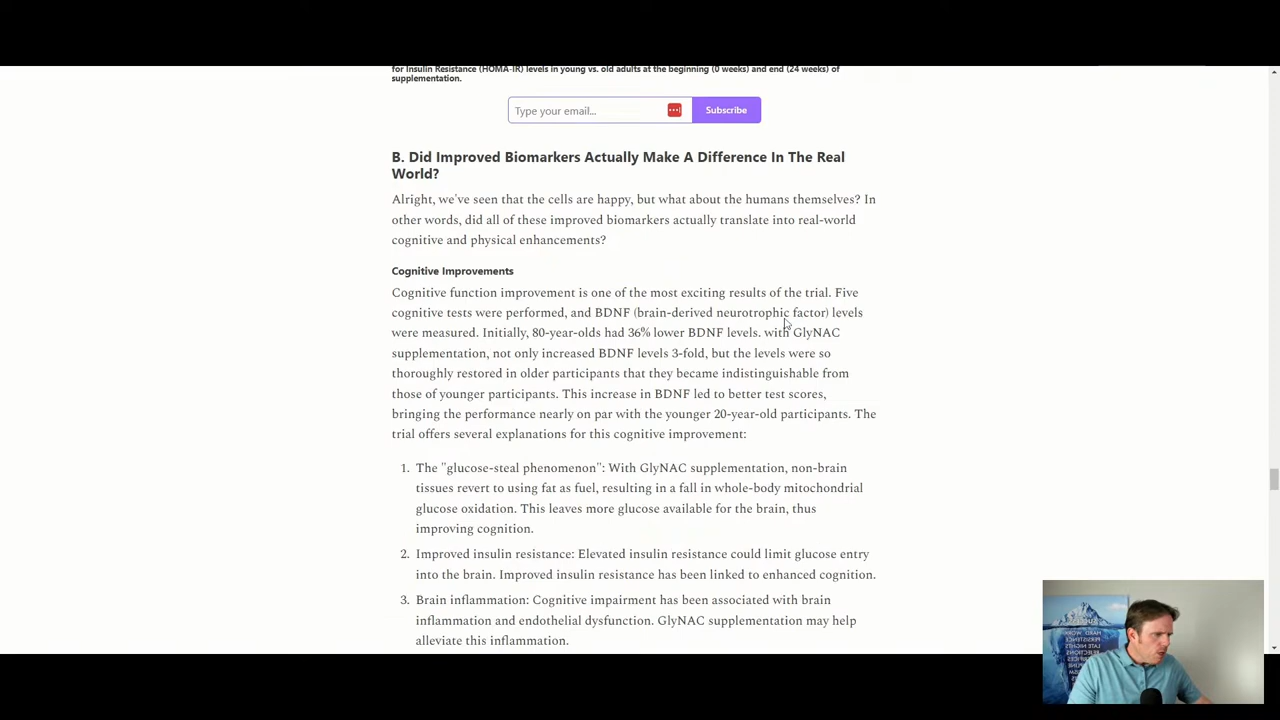 for Insulin Resistance (HOMA-IR) levels in young vs. old adults at the beginning (0 weeks) and end (24 weeks) of
supplementation.
Type your email...
Subscribe
B. Did Improved Biomarkers Actually Make A Difference In The Real
World?
Alright, we've seen that the cells are happy, but what about the humans themselves? In
other words, did all of these improved biomarkers actually translate into real-world
cognitive and physical enhancements?
Cognitive Improvements
Cognitive function improvement is one of the most exciting results of the trial. Five
cognitive tests were performed, and BDNF (brain-derived neurotrophic factor) levels
were measured. Initially, 80-year-olds had 36% lower BDNF levels. with GlyNAC
supplementation, not only increased BDNF levels 3-fold, but the levels were so
thoroughly restored in older participants that they became indistinguishable from
those of younger participants. This increase in BDNF led to better test scores,
bringing the performance nearly on par with the younger 20-year-old participants. The
trial offers several explanations for this cognitive improvement:
1. The "glucose-steal phenomenon": With GlyNAC supplementation, non-brain
tissues revert to using fat as fuel, resulting in a fall in whole-body mitochondrial
glucose oxidation. This leaves more glucose available for the brain, thus
improving cognition.
2. Improved insulin resistance: Elevated insulin resistance could limit glucose entry
into the brain. Improved insulin resistance has been linked to enhanced cognition.
3. Brain inflammation: Cognitive impairment has been associated with brain
inflammation and endothelial dysfunction. GlyNAC supplementation may help
alleviate this inflammation.
HARD WORK
PERSISTENCE
LATE NIGHTS
REJECTIONS